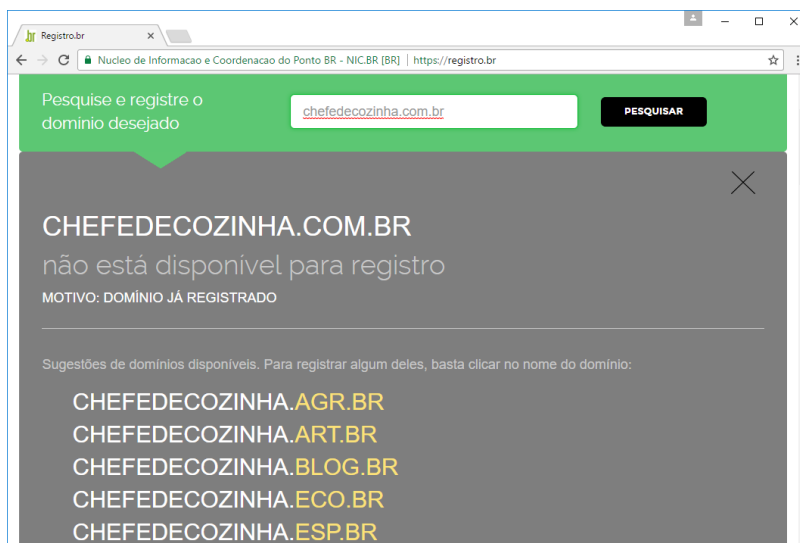 Registro.br
Nucleo de Informacao e Coordenacao do Ponto BR - NIC.BR [BR] | https://registro.br
Pesquise e registre o
domínio desejado
chefedecozinha.com.br
PESQUISAR
CHEFEDECOZINHA.COM.BR
não está disponível para registro
MOTIVO: DOMÍNIO JÁ REGISTRADO
Sugestões de domínios disponíveis. Para registrar algum deles, basta clicar no nome do domínio:
CHEFEDECOZINHA.AGR.BR
CHEFEDECOZINHA.ART.BR
CHEFEDECOZINHA.BLOG.BR
CHEFEDECOZINHA.ECO.BR
CHEFEDECOZINHA.ESP.BR